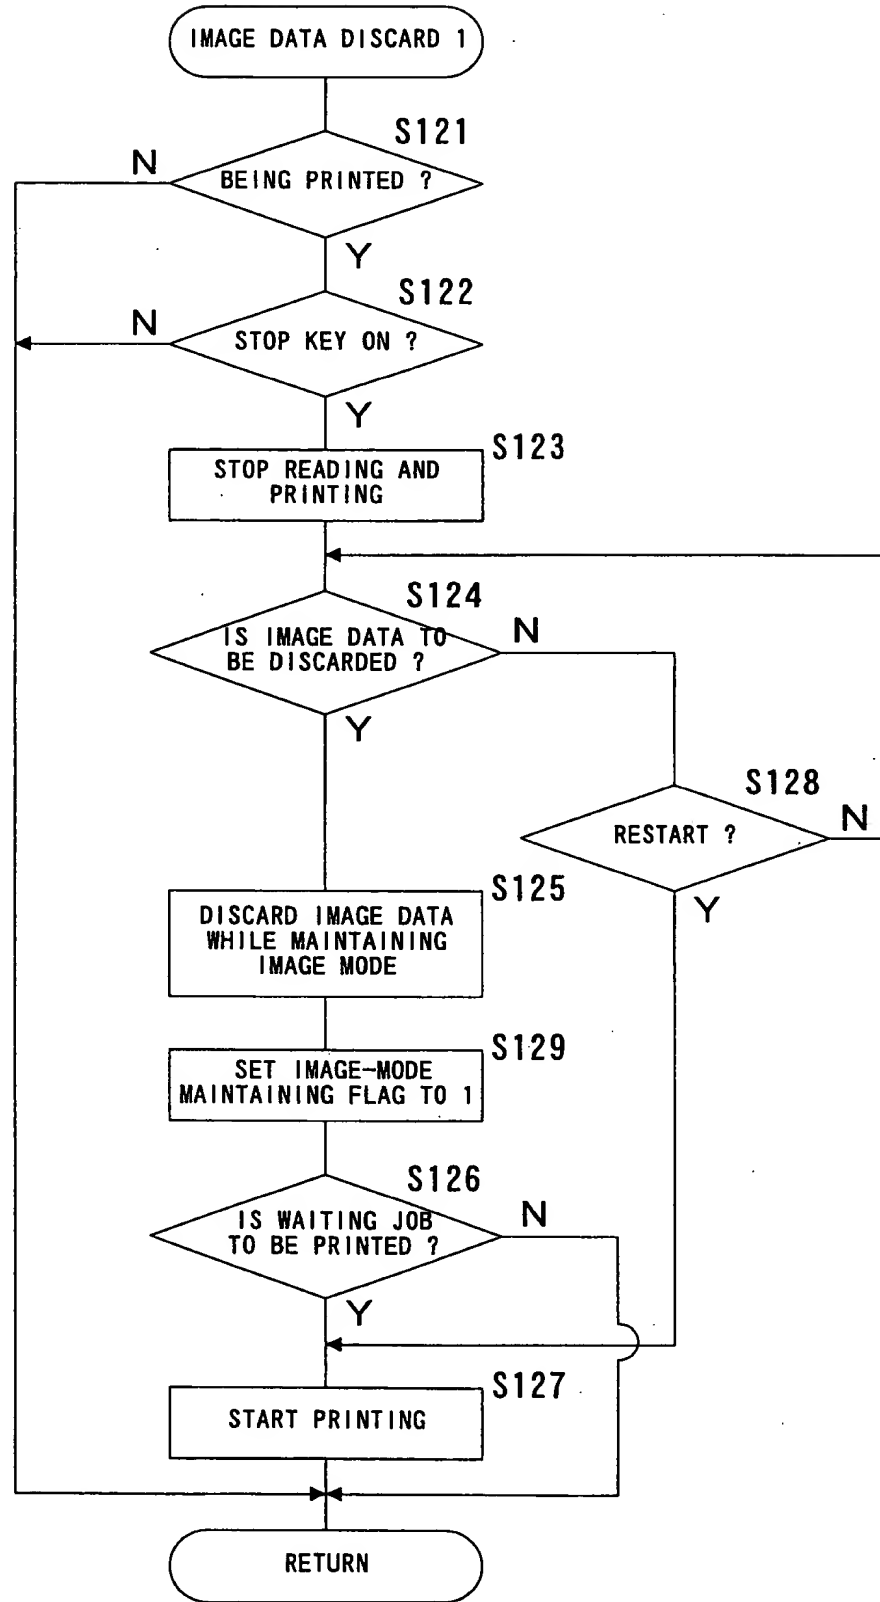 IMAGE DATA DISCARD 1
S121
N
BEING PRINTED ?
Y
S122
N
STOP KEY ON ?
Y
S123
STOP READING AND
PRINTING
S124
N
IS IMAGE DATA TO
BE DISCARDED ?
Y
S128
N
RESTART ?
Y
S125
DISCARD IMAGE DATA
WHILE MAINTAINING
IMAGE MODE
S129
SET IMAGE-MODE
MAINTAINING FLAG TO 1
S126
N
IS WAITING JOB
TO BE PRINTED ?
Y
S127
START PRINTING
RETURN